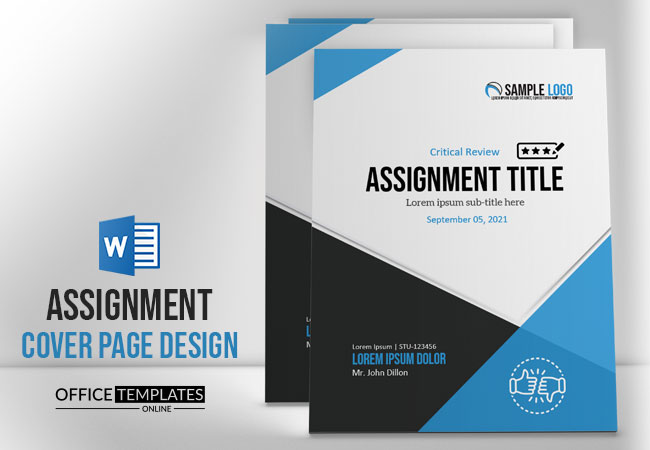 SAMPLE LOGO
Critical Review
ASSIGNMENT TITLE
Lorem ipsum sub-title here
September 05, 2021
W
ASSIGNMENT
COVER PAGE DESIGN
OFFICE TEMPLATES
ONLINE
Lorem Ipsum | STU-123456
LOREM IPSUM DOLOR
Mr. John Dillon
Lo
L
M